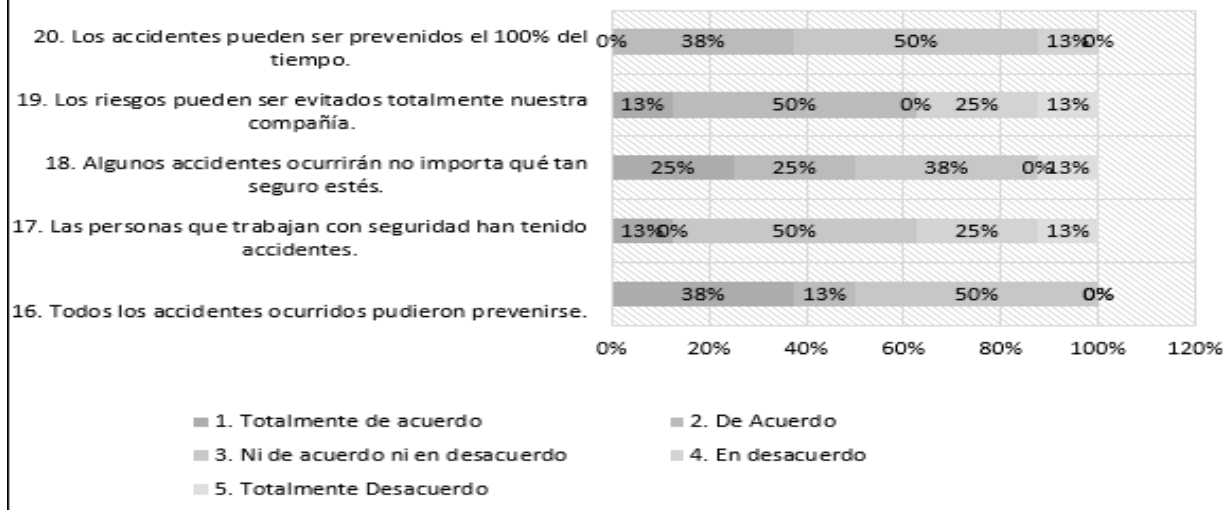 20. Los accidentes pueden ser prevenidos el 100% del
tiempo.
0% 38% 50% 13% 0%
19. Los riesgos pueden ser evitados totalmente nuestra
compañía.
13% 50% 0% 25% 13%
18. Algunos accidentes ocurrirán no importa qué tan
seguro estés.
25% 25% 38% 0% 13%
17. Las personas que trabajan con seguridad han tenido
accidentes.
13% 0% 50% 25% 13%
16. Todos los accidentes ocurridos pudieron prevenirse.
38% 13% 50% 0%
0% 20% 40% 60% 80% 100% 120%
1. Totalmente de acuerdo 2. De Acuerdo
3. Ni de acuerdo ni en desacuerdo 4. En desacuerdo
5. Totalmente Desacuerdo